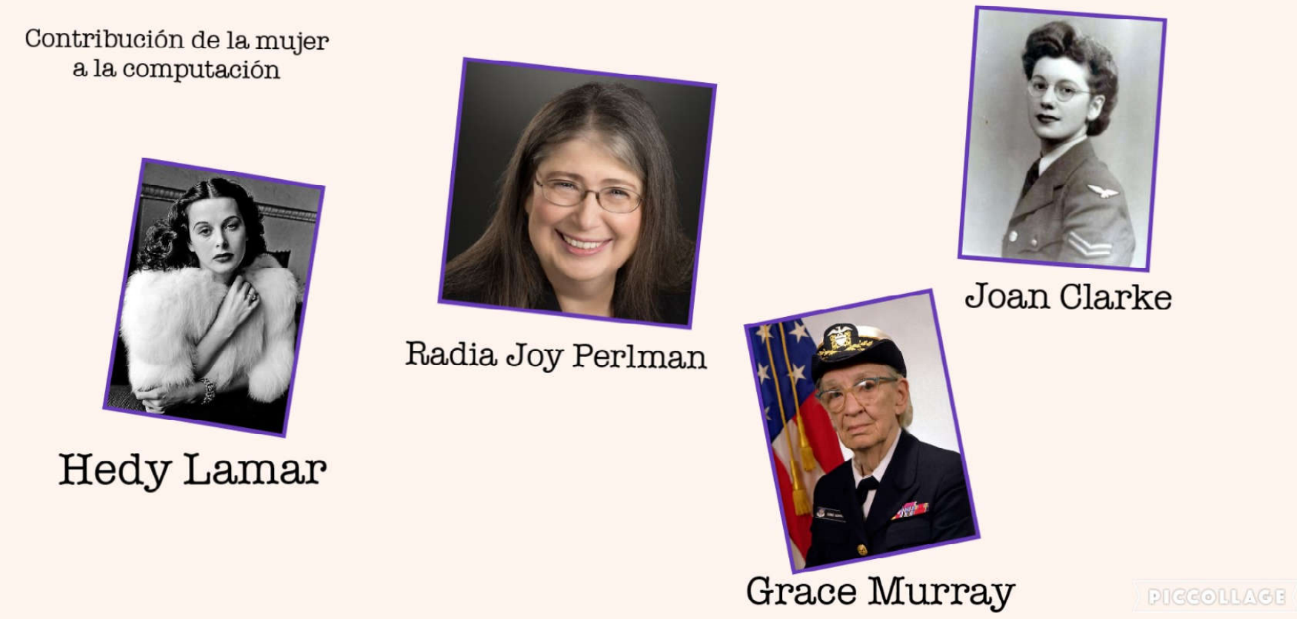 Contribución de la mujer
a la computación
Hedy Lamar
Radia Joy Perlman
Joan Clarke
Grace Murray
PICCOLLAGE